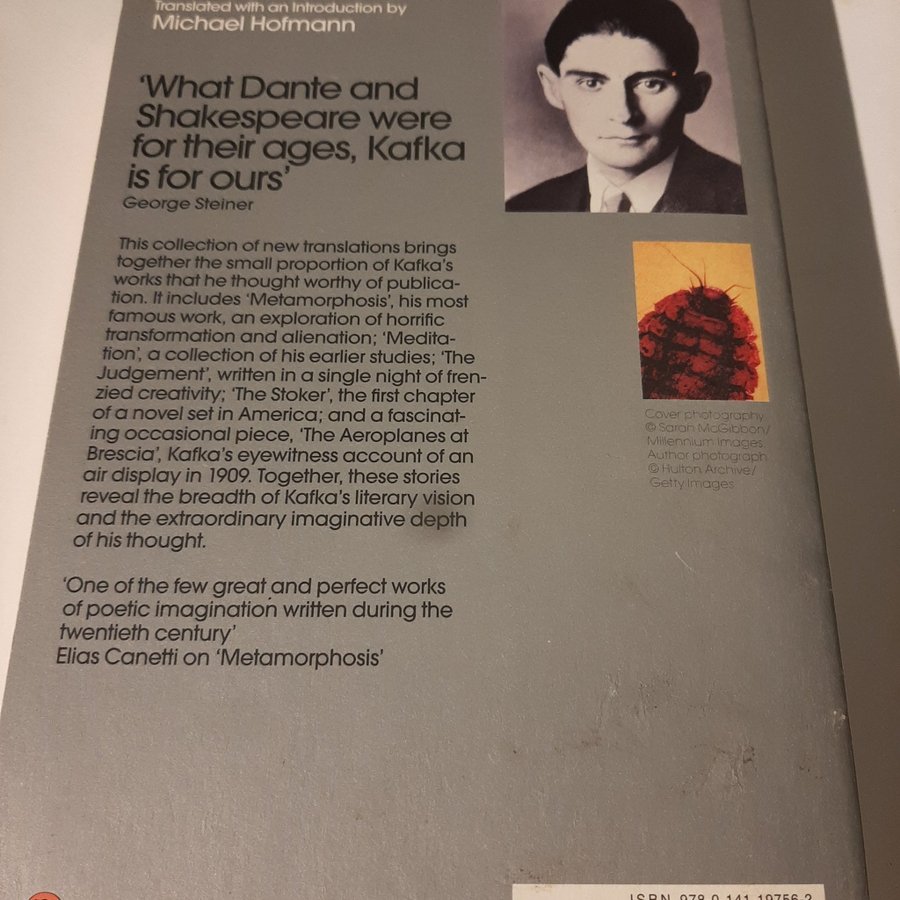 Translated with an Introduction by
Michael Hofmann
‘What Dante and
Shakespeare were
for their ages, Kafka
is for ours’
George Steiner
This collection of new translations brings
together the small proportion of Kafka’s
works that he thought worthy of publica-
tion. It includes ‘Metamorphosis’, his most
famous work, an exploration of horrific
transformation and alienation; ‘Medita-
tion’, a collection of his earlier studies; ‘The
Judgement’, written in a single night of fren-
zied creativity; ‘The Stoker’, the first chapter
of a novel set in America; and a fascinat-
ing occasional piece, ‘The Aeroplanes at
Brescia’, Kafka’s eyewitness account of an
air display in 1909. Together, these stories
reveal the breadth of Kafka’s literary vision
and the extraordinary imaginative depth
of his thought.
‘One of the few great and perfect works
of poetic imagination written during the
twentieth century’
Elias Canetti on ‘Metamorphosis’
Cover photography
© Sarah McGibbon/
Millennium Images.
Author photograph
© Hulton Archive/
Getty Images
ISBN 978-0-141-19756-2